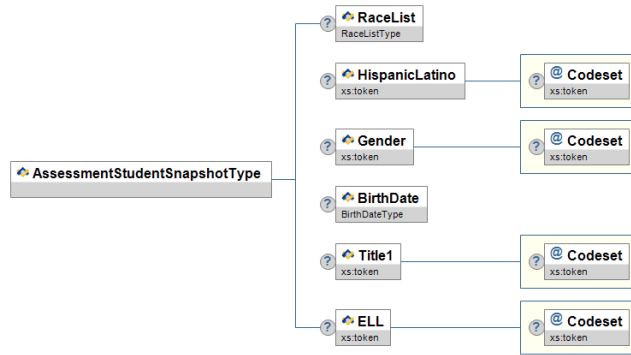 RaceList
RaceListType
HispanicLatino
xs:token
@ Codeset
xs:token
Gender
xs:token
@ Codeset
xs:token
AssessmentStudentSnapshotType
BirthDate
BirthDateType
Title1
xs:token
@ Codeset
xs:token
ELL
xs:token
@ Codeset
xs:token